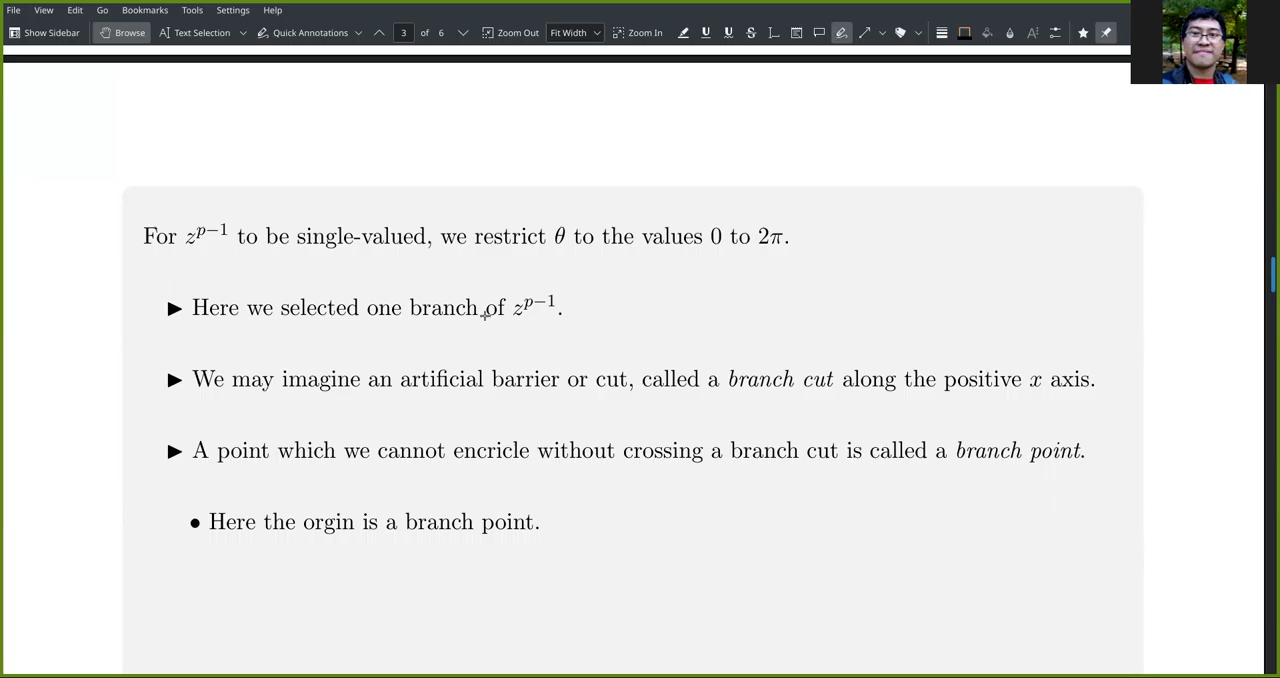 File View Edit Go Bookmarks Tools Settings Help
Show Sidebar Browse Text Selection Quick Annotations 3 of 6 Zoom Out Fit Width Zoom In
For z^{p−1} to be single-valued, we restrict θ to the values 0 to 2π.
▶ Here we selected one branch of z^{p−1}.
▶ We may imagine an artificial barrier or cut, called a branch cut along the positive x axis.
▶ A point which we cannot encricle without crossing a branch cut is called a branch point.
• Here the orgin is a branch point.